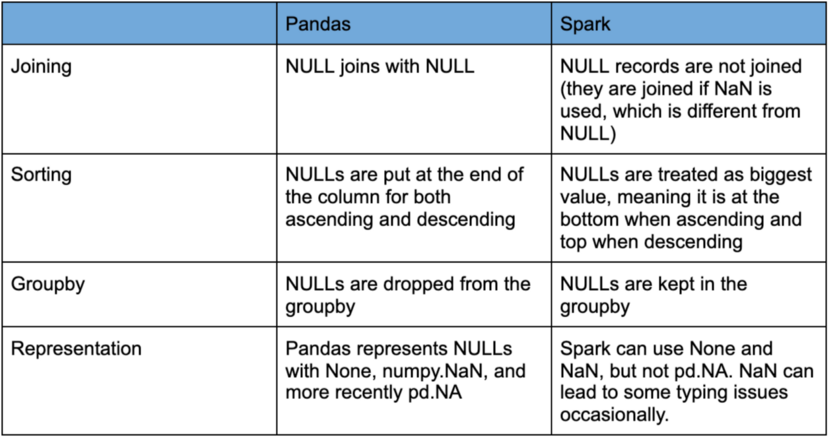 Pandas
Spark
Joining
NULL joins with NULL
NULL records are not joined
(they are joined if NaN is
used, which is different from
NULL)
Sorting
NULLs are put at the end of
the column for both
ascending and descending
NULLs are treated as biggest
value, meaning it is at the
bottom when ascending and
top when descending
Groupby
NULLs are dropped from the
groupby
NULLs are kept in the
groupby
Representation
Pandas represents NULLs
with None, numpy.NaN, and
more recently pd.NA
Spark can use None and
NaN, but not pd.NA. NaN can
lead to some typing issues
occasionally.